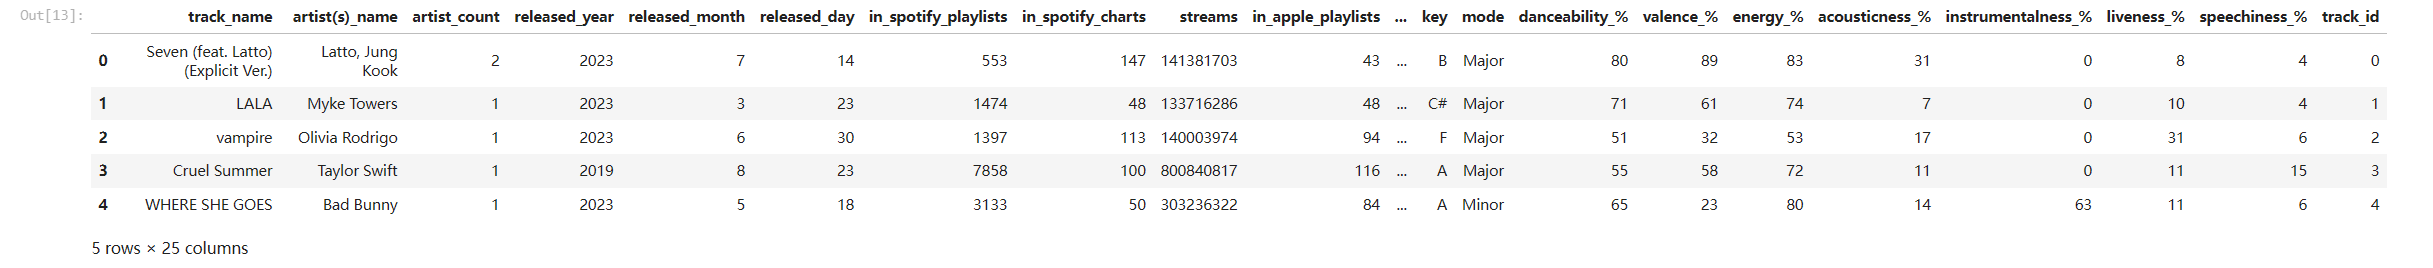 Out[13]:
track_name artist(s)_name artist_count released_year released_month released_day in_spotify_playlists in_spotify_charts streams in_apple_playlists ... key mode danceability_% valence_% energy_% acousticness_% instrumentalness_% liveness_% speechiness_% track_id
0 Seven (feat. Latto) (Explicit Ver.) Latto, Jung Kook 2 2023 7 14 553 147 141381703 43 ... B Major 80 89 83 31 0 8 4 0
1 LALA Myke Towers 1 2023 3 23 1474 48 133716286 48 ... C# Major 71 61 74 7 0 10 4 1
2 vampire Olivia Rodrigo 1 2023 6 30 1397 113 140003974 94 ... F Major 51 32 53 17 0 31 6 2
3 Cruel Summer Taylor Swift 1 2019 8 23 7858 100 800840817 116 ... A Major 55 58 72 11 0 11 15 3
4 WHERE SHE GOES Bad Bunny 1 2023 5 18 3133 50 303236322 84 ... A Minor 65 23 80 14 63 11 6 4
5 rows × 25 columns